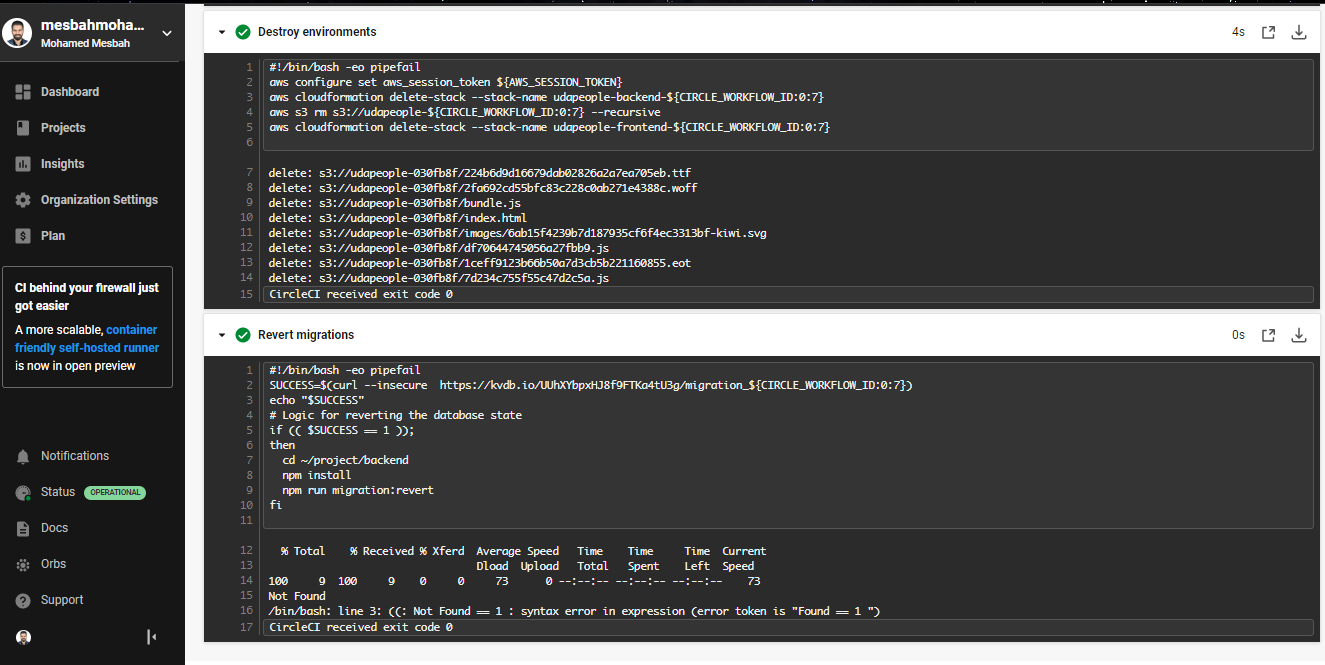 mesbahmoha...
Mohamed Mesbah
Dashboard
Projects
Insights
Organization Settings
Plan
CI behind your firewall just
got easier
A more scalable, container
friendly self-hosted runner
is now in open preview
Notifications
Status OPERATIONAL
Docs
Orbs
Support
Destroy environments 4s
1 #!/bin/bash -eo pipefail
2 aws configure set aws_session_token ${AWS_SESSION_TOKEN}
3 aws cloudformation delete-stack --stack-name udapeople-backend-${CIRCLE_WORKFLOW_ID:0:7}
4 aws s3 rm s3://udapeople-${CIRCLE_WORKFLOW_ID:0:7} --recursive
5 aws cloudformation delete-stack --stack-name udapeople-frontend-${CIRCLE_WORKFLOW_ID:0:7}
6
7 delete: s3://udapeople-030fb8f/224b6d9d16679dab02826a2a7ea705eb.ttf
8 delete: s3://udapeople-030fb8f/2fa692cd55bfc83c228c0ab271e4388c.woff
9 delete: s3://udapeople-030fb8f/bundle.js
10 delete: s3://udapeople-030fb8f/index.html
11 delete: s3://udapeople-030fb8f/images/6ab15f4239b7d187935cf6f4ec3313bf-kiwi.svg
12 delete: s3://udapeople-030fb8f/df70644745056a27fbb9.js
13 delete: s3://udapeople-030fb8f/1ceff9123b66b50a7d3cb5b221160855.eot
14 delete: s3://udapeople-030fb8f/7d234c755f55c47d2c5a.js
15 CircleCI received exit code 0
Revert migrations 0s
1 #!/bin/bash -eo pipefail
2 SUCCESS=$(curl --insecure  https://kvdb.io/UUhXYbpxHJ8f9FTKa4tU3g/migration_${CIRCLE_WORKFLOW_ID:0:7})
3 echo "$SUCCESS"
4 # Logic for reverting the database state
5 if (( $SUCCESS == 1 ));
6 then
7   cd ~/project/backend
8   npm install
9   npm run migration:revert
10 fi
11
12   % Total    % Received % Xferd  Average Speed   Time    Time     Time  Current
13                                  Dload  Upload   Total   Spent    Left  Speed
14 100     9  100     9    0     0     73      0 --:--:-- --:--:-- --:--:--    73
15 Not Found
16 /bin/bash: line 3: ((: Not Found == 1 : syntax error in expression (error token is "Found == 1 ")
17 CircleCI received exit code 0